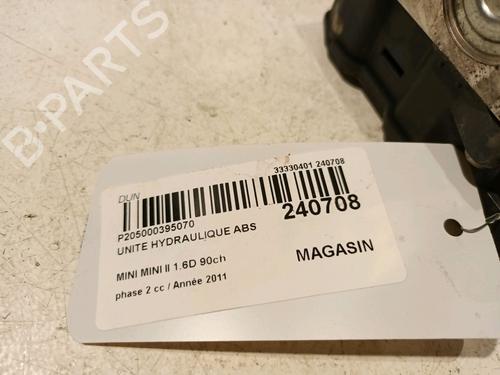 B-PARTS
DUN
33330401 240708
P205000395070
240708
UNITE HYDRAULIQUE ABS
MAGASIN
MINI MINI II 1.6D 90ch
phase 2 cc / Année 2011